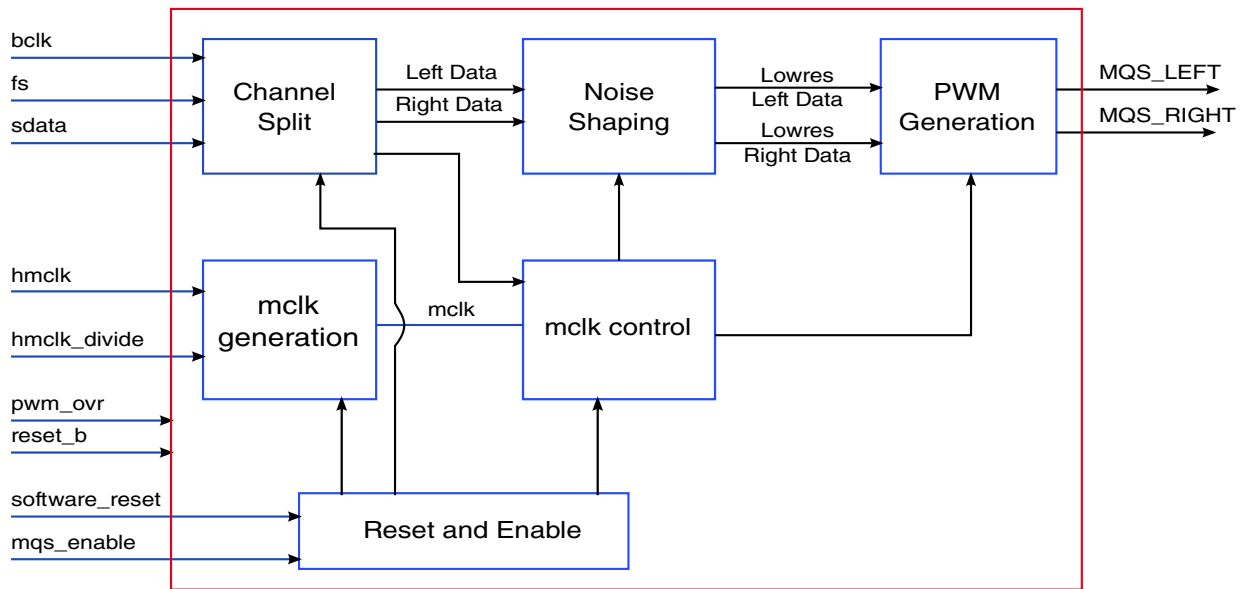 bclk
fs
sdata
Channel
Split
Left Data
Right Data
Noise
Shaping
Lowres
Left Data
Lowres
Right Data
PWM
Generation
MQS_LEFT
MQS_RIGHT
hmclk
hmclk_divide
mclk
generation
mclk
mclk control
pwm_ovr
reset_b
software_reset
mqs_enable
Reset and Enable